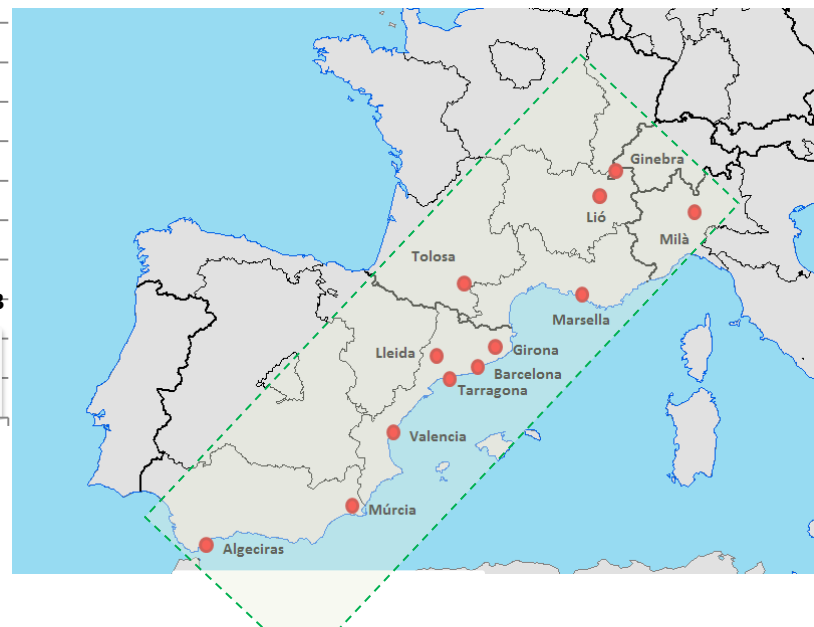 Ginebra
Lió
Milà
Tolosa
Marsella
Girona
Lleida
Barcelona
Tarragona
Valencia
Múrcia
Algeciras